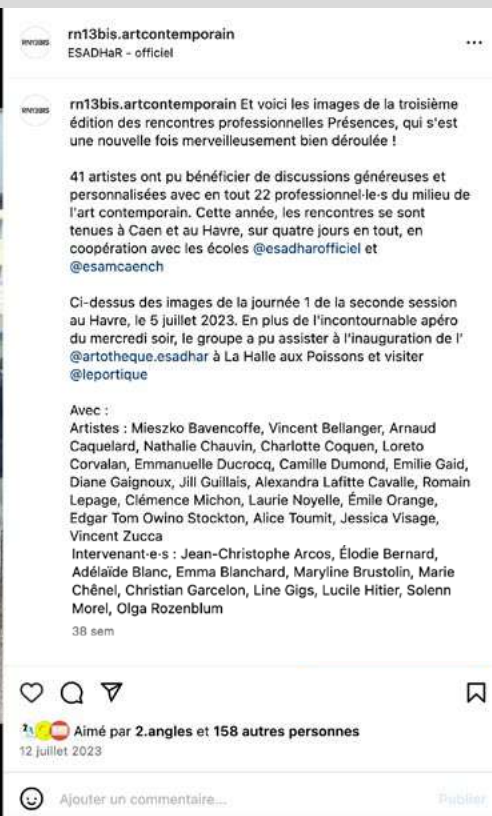 rn13bis.artcontemporain
ESADHaR - officiel
RN13BIS
RN13BIS
rn13bis.artcontemporain Et voici les images de la troisième
édition des rencontres professionnelles Présences, qui s'est
une nouvelle fois merveilleusement bien déroulée !
41 artistes ont pu bénéficier de discussions généreuses et
personnalisées avec en tout 22 professionnel·le·s du milieu de
l'art contemporain. Cette année, les rencontres se sont
tenues à Caen et au Havre, sur quatre jours en tout, en
coopération avec les écoles @esadharofficiel et
@esamcaench
Ci-dessus des images de la journée 1 de la seconde session
au Havre, le 5 juillet 2023. En plus de l'incontournable apéro
du mercredi soir, le groupe a pu assister à l'inauguration de l'
@artotheque.esadhar à La Halle aux Poissons et visiter
@leportique
Avec :
Artistes : Mieszko Bavencoffe, Vincent Bellanger, Arnaud
Caquelard, Nathalie Chauvin, Charlotte Coquen, Loreto
Corvalan, Emmanuelle Ducrocq, Camille Dumond, Emilie Gaid,
Diane Gaignoux, Jill Guillais, Alexandra Lafitte Cavalle, Romain
Lepage, Clémence Michon, Laurie Noyelle, Émile Orange,
Edgar Tom Owino Stockton, Alice Toumit, Jessica Visage,
Vincent Zucca
Intervenant·e·s : Jean-Christophe Arcos, Élodie Bernard,
Adélaïde Blanc, Emma Blanchard, Maryline Brustolin, Marie
Chênel, Christian Garcelon, Line Gigs, Lucile Hitier, Solenn
Morel, Olga Rozenblum
38 sem
Aimé par 2.angles et 158 autres personnes
12 juillet 2023
Ajouter un commentaire... Publier